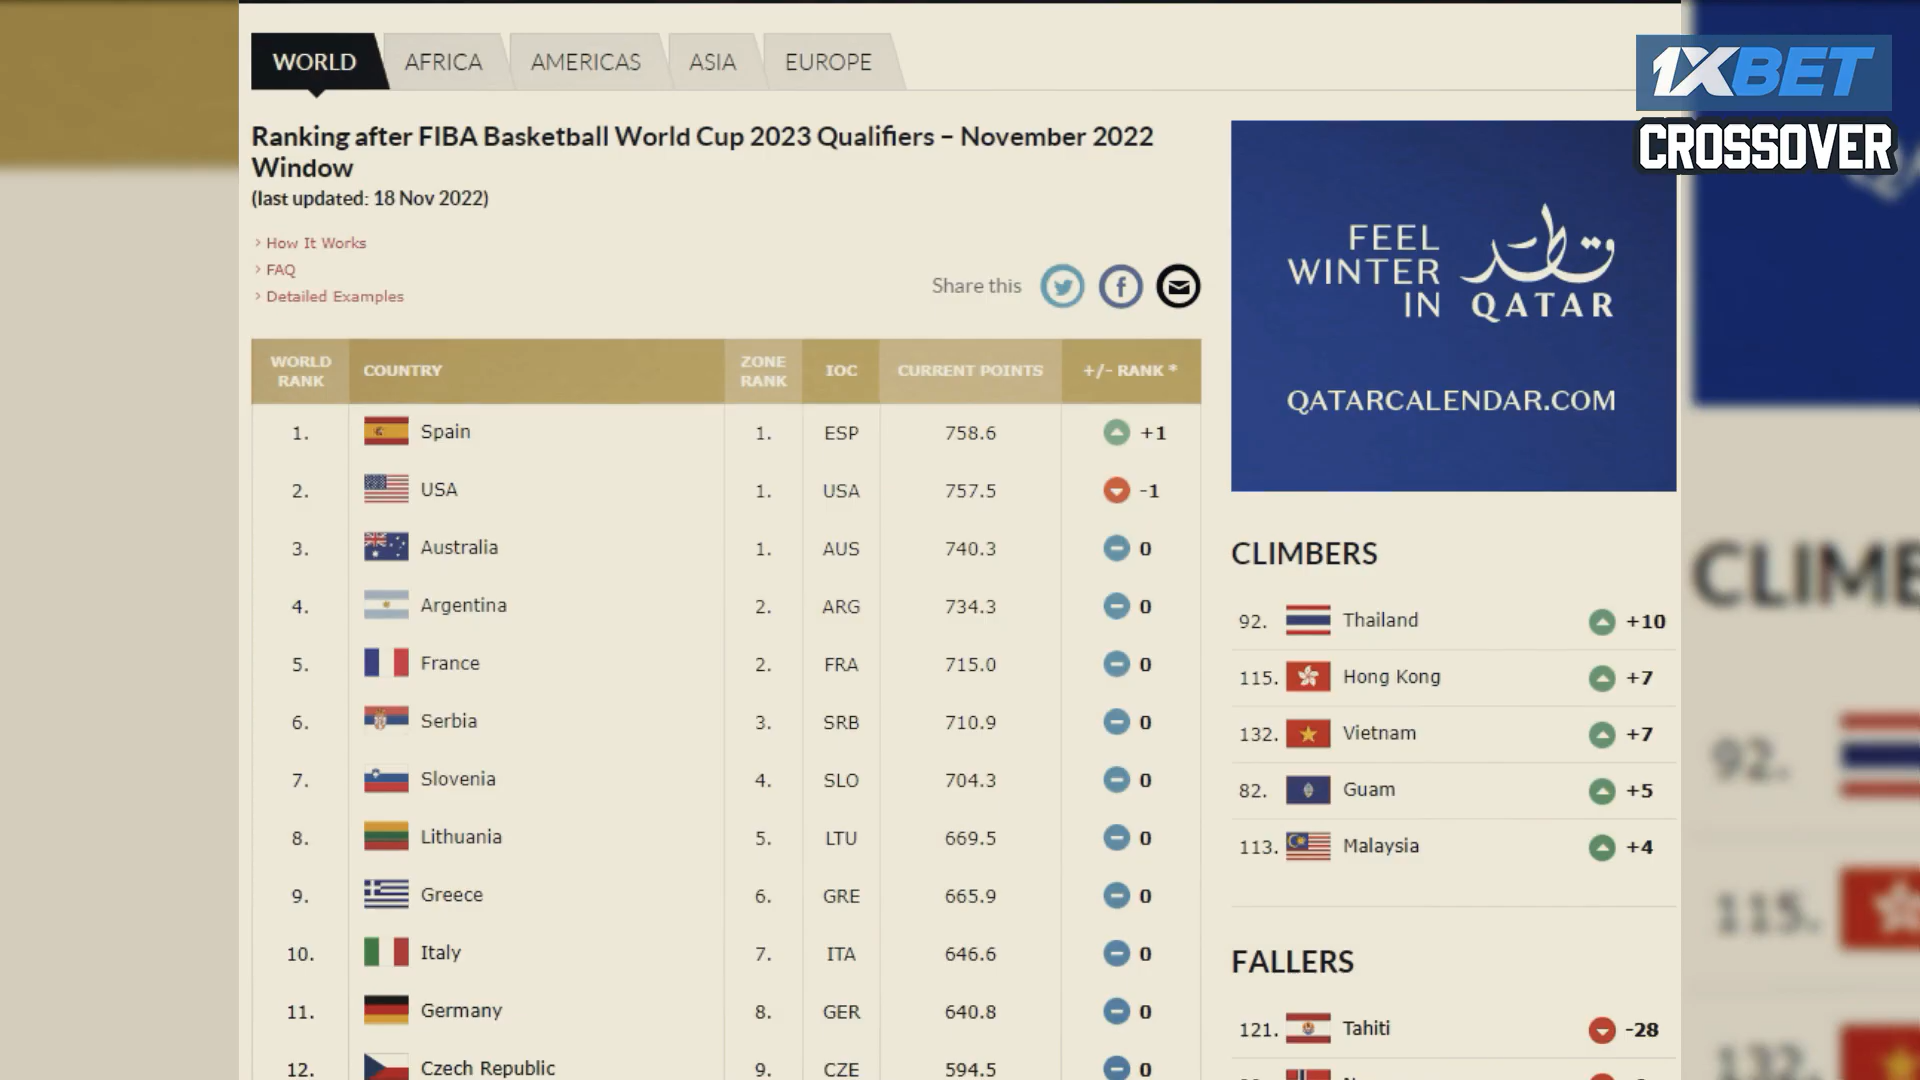 WORLD AFRICA AMERICAS ASIA EUROPE
1XBET
CROSSOVER
Ranking after FIBA Basketball World Cup 2023 Qualifiers – November 2022
Window
(last updated: 18 Nov 2022)
> How It Works
> FAQ
> Detailed Examples
Share this
FEEL
WINTER
IN
قطر
QATAR
QATARCALENDAR.COM
WORLD RANK COUNTRY ZONE RANK IOC CURRENT POINTS +/- RANK *
1. Spain 1. ESP 758.6 +1
2. USA 1. USA 757.5 -1
3. Australia 1. AUS 740.3 0
4. Argentina 2. ARG 734.3 0
5. France 2. FRA 715.0 0
6. Serbia 3. SRB 710.9 0
7. Slovenia 4. SLO 704.3 0
8. Lithuania 5. LTU 669.5 0
9. Greece 6. GRE 665.9 0
10. Italy 7. ITA 646.6 0
11. Germany 8. GER 640.8 0
12. Czech Republic 9. CZE 594.5 0
CLIMBERS
92. Thailand +10
115. Hong Kong +7
132. Vietnam +7
82. Guam +5
113. Malaysia +4
FALLERS
121. Tahiti -28
CLIMB
92.
115.
132.